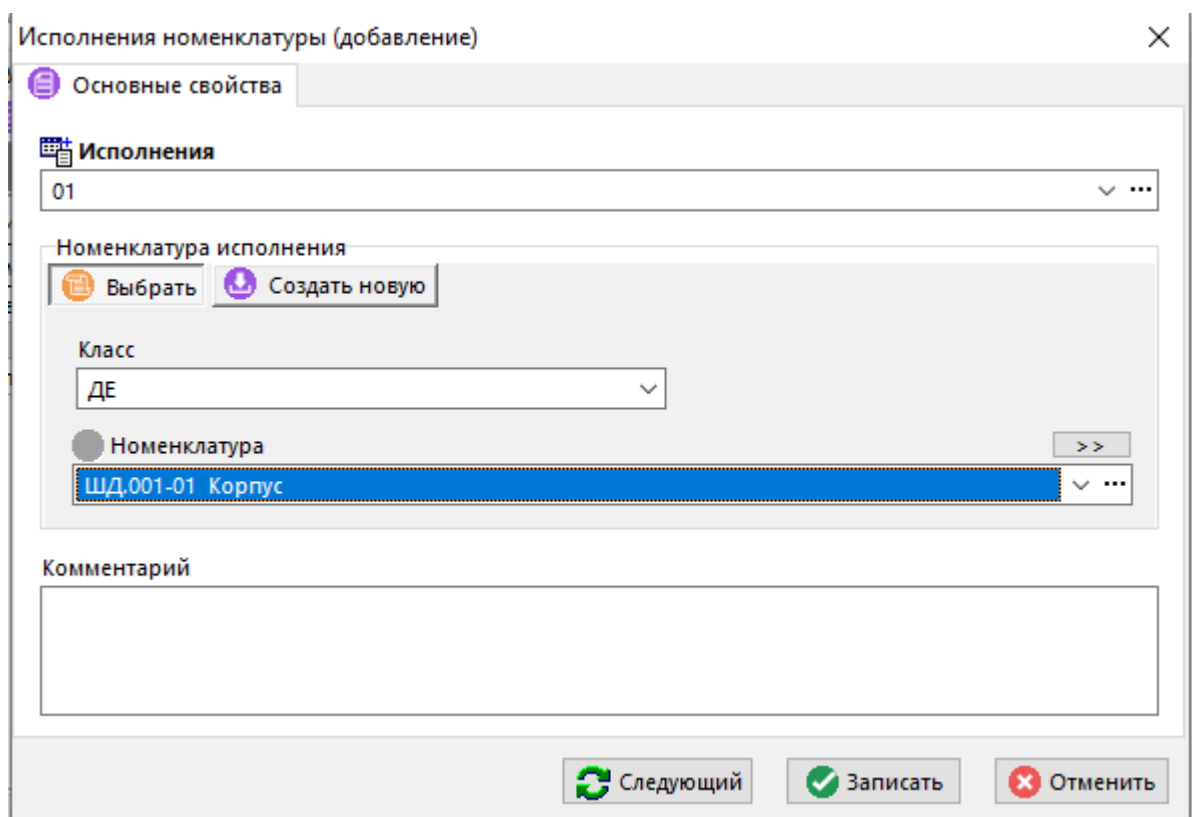 Исполнения номенклатуры (добавление)
Основные свойства
Исполнения
01
Номенклатура исполнения
Выбрать Создать новую
Класс
ДЕ
Номенклатура >>
ШД.001-01 Корпус
Комментарий
Следующий Записать Отменить